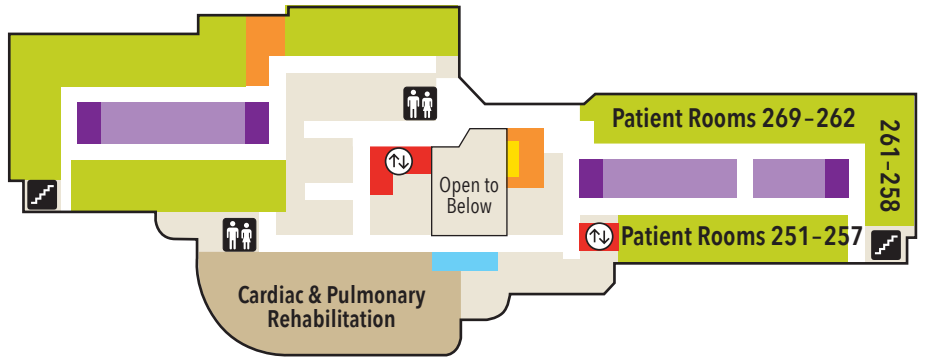 Patient Rooms 269–262
261–258
Open to
Below
Patient Rooms 251–257
Cardiac & Pulmonary
Rehabilitation